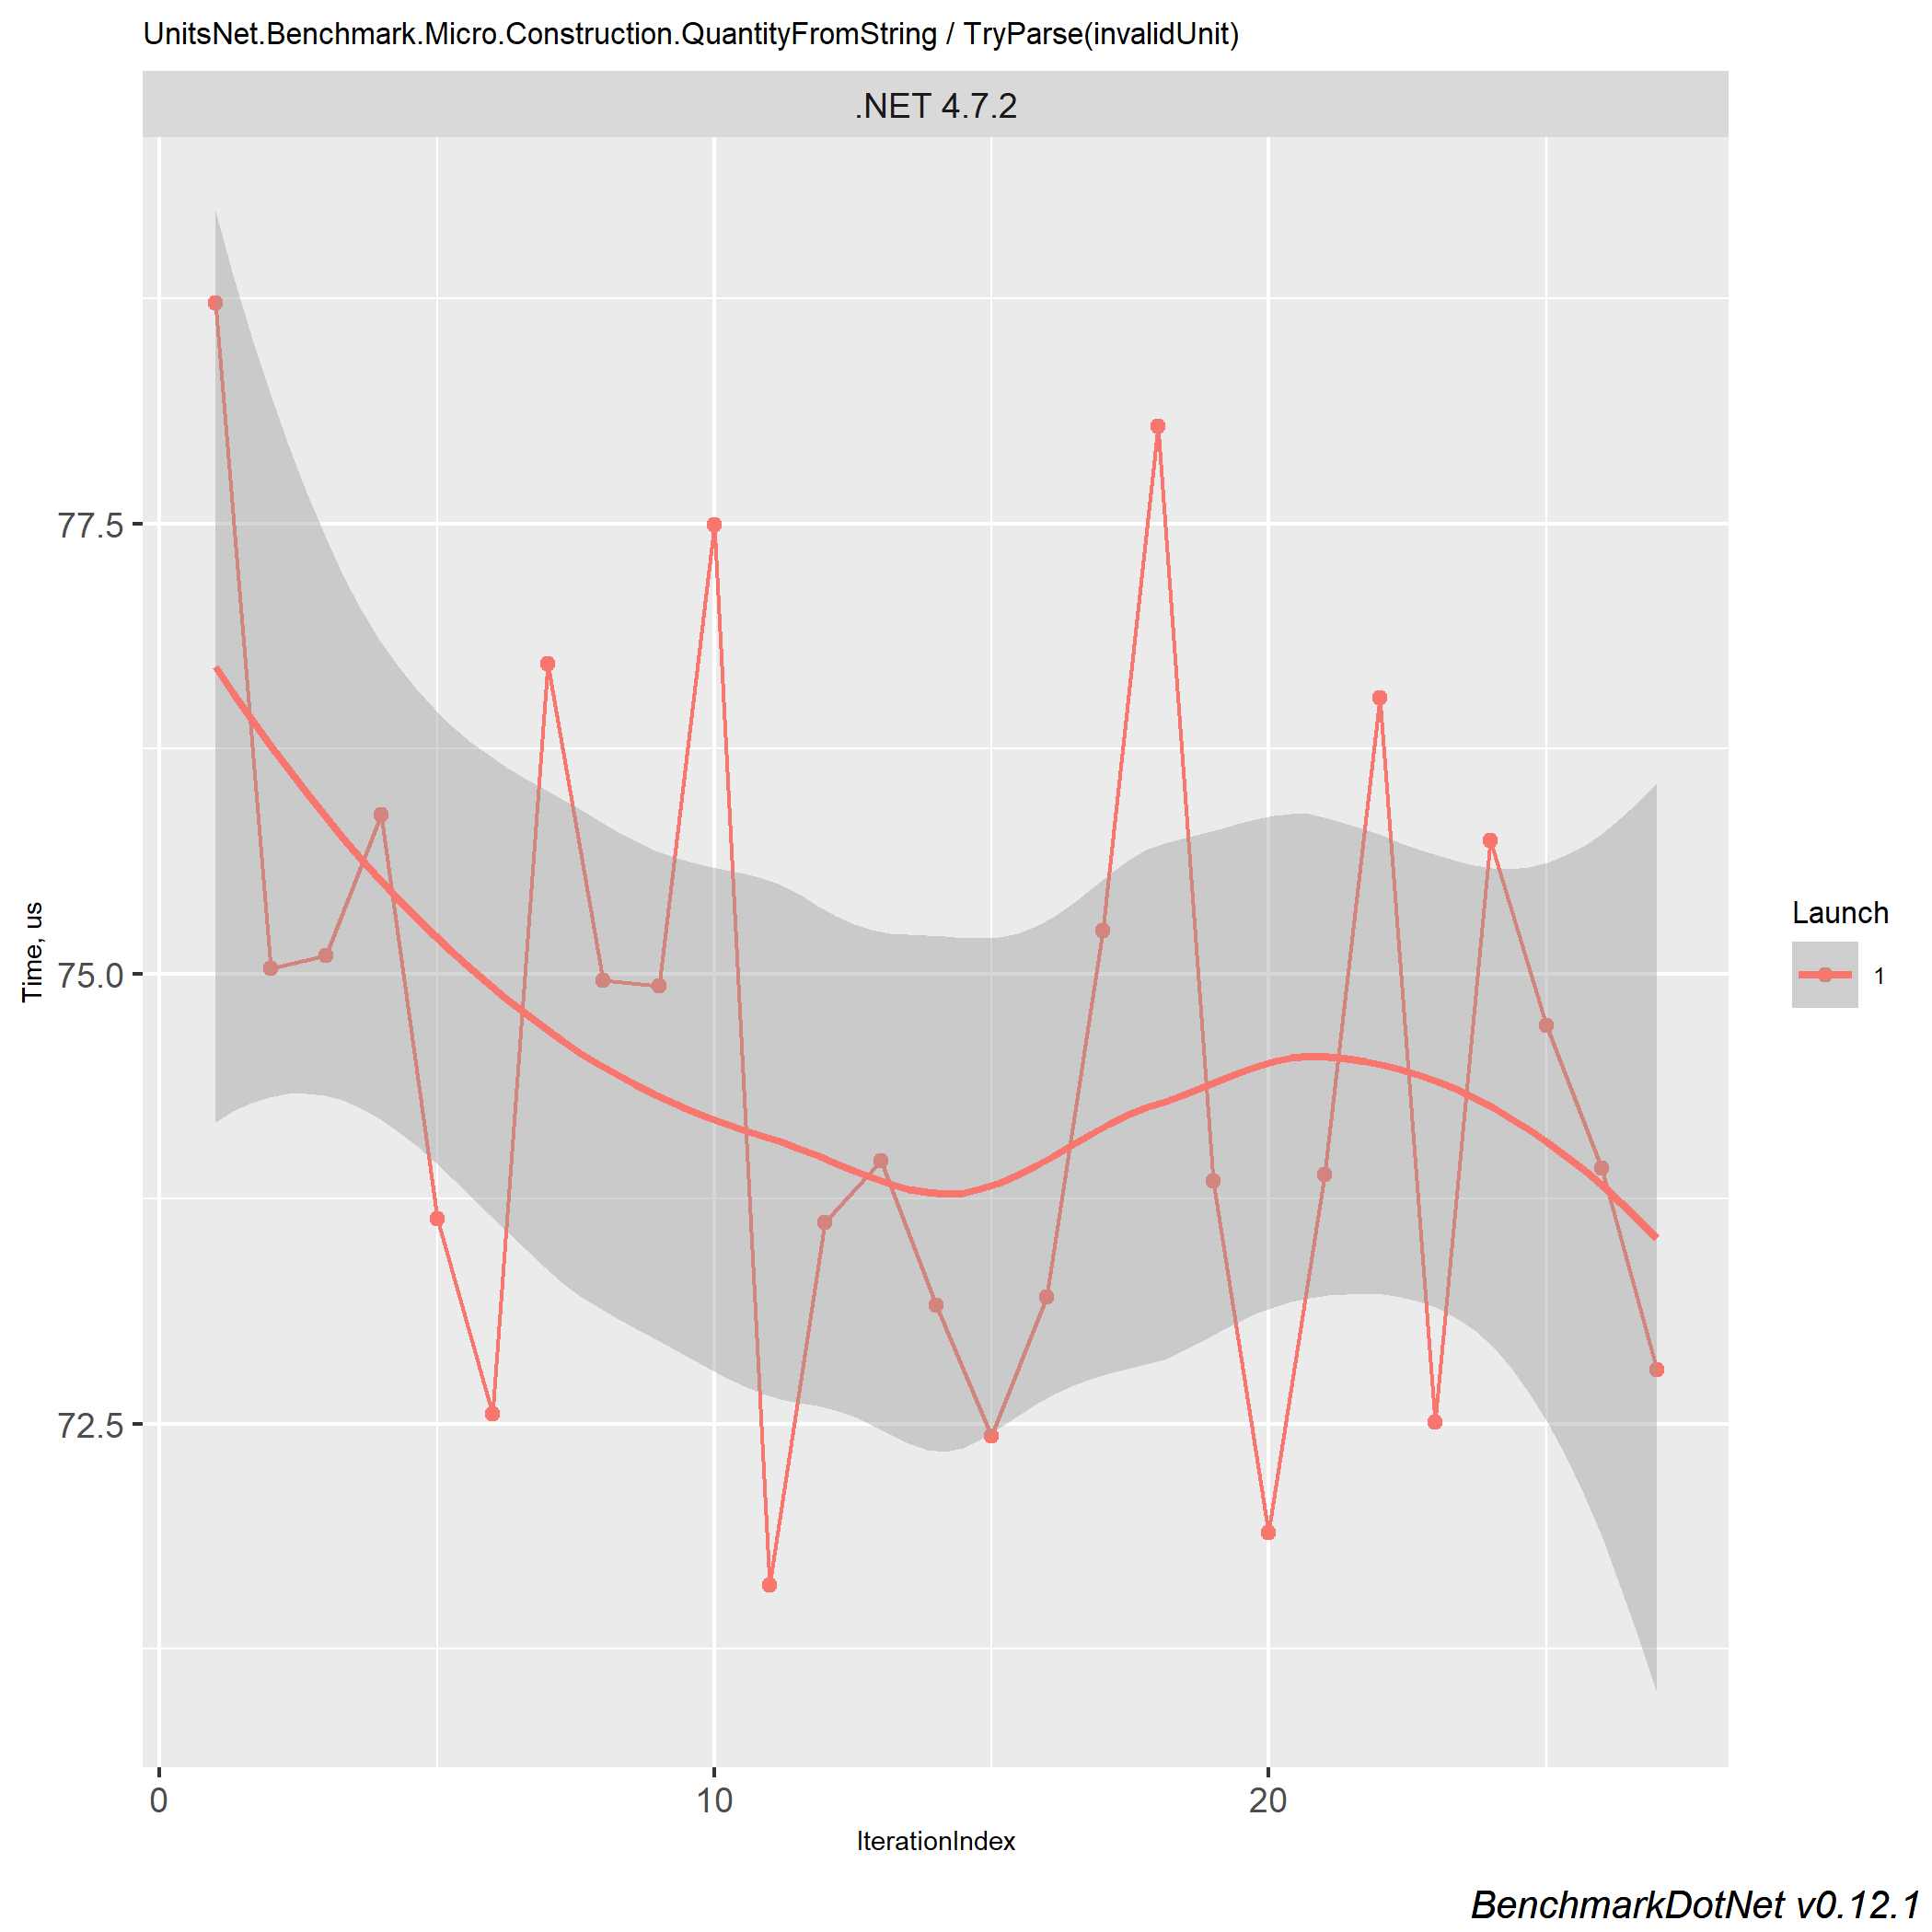 UnitsNet.Benchmark.Micro.Construction.QuantityFromString / TryParse(invalidUnit)
.NET 4.7.2
77.5
75.0
72.5
Time, us
0 10 20
IterationIndex
Launch
1
BenchmarkDotNet v0.12.1